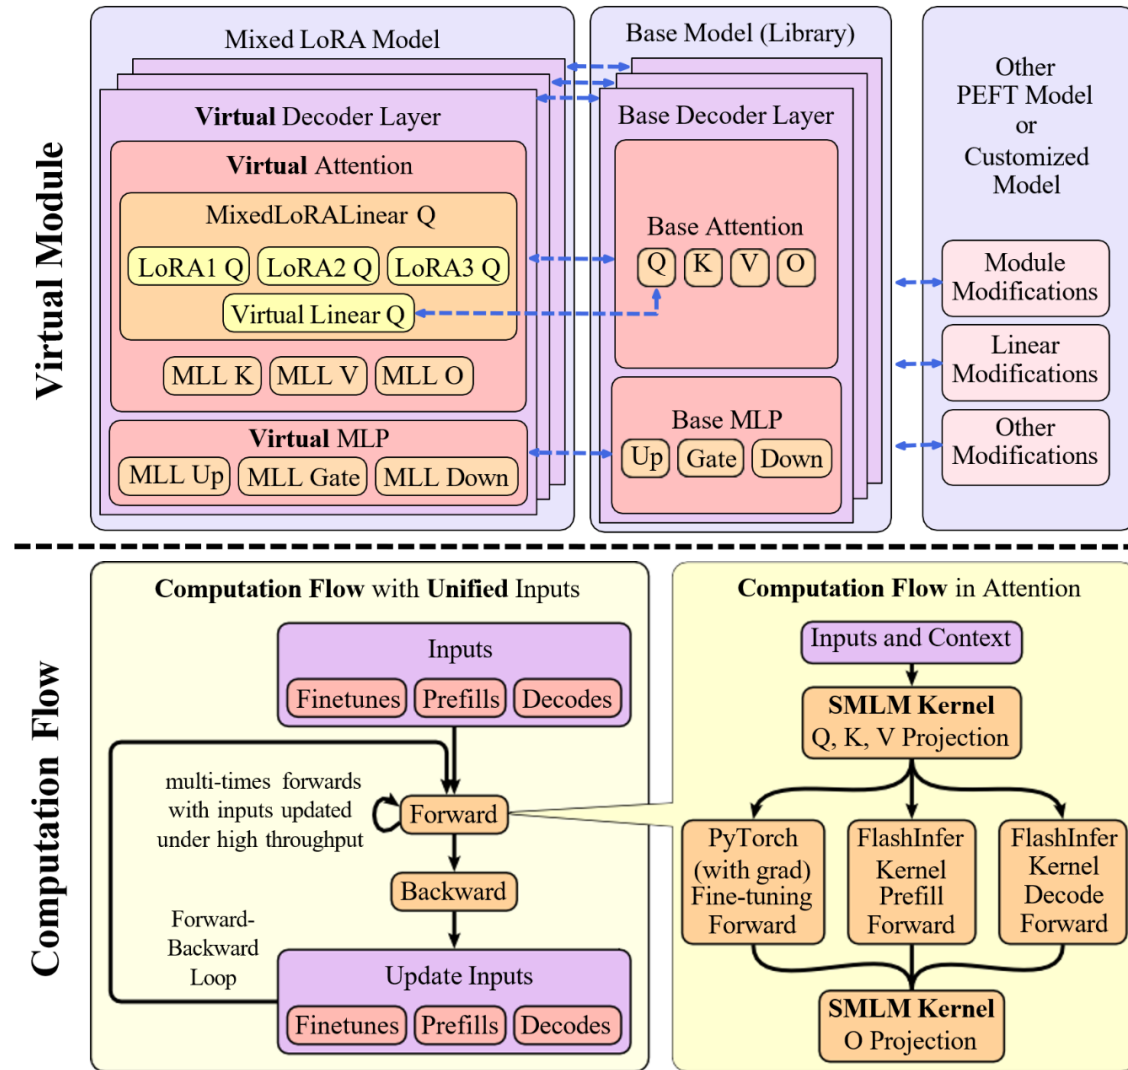 Virtual Module
Mixed LoRA Model
Virtual Decoder Layer
Virtual Attention
MixedLoRALinear Q
LoRA1 Q
LoRA2 Q
LoRA3 Q
Virtual Linear Q
MLL K
MLL V
MLL O
Virtual MLP
MLL Up
MLL Gate
MLL Down
Base Model (Library)
Base Decoder Layer
Base Attention
Q
K
V
O
Base MLP
Up
Gate
Down
Other
PEFT Model
or
Customized
Model
Module
Modifications
Linear
Modifications
Other
Modifications
Computation Flow
Computation Flow with Unified Inputs
Inputs
Finetunes
Prefills
Decodes
multi-times forwards
with inputs updated
under high throughput
Forward
Backward
Forward-
Backward
Loop
Update Inputs
Finetunes
Prefills
Decodes
Computation Flow in Attention
Inputs and Context
SMLM Kernel
Q, K, V Projection
PyTorch
(with grad)
Fine-tuning
Forward
FlashInfer
Kernel
Prefill
Forward
FlashInfer
Kernel
Decode
Forward
SMLM Kernel
O Projection